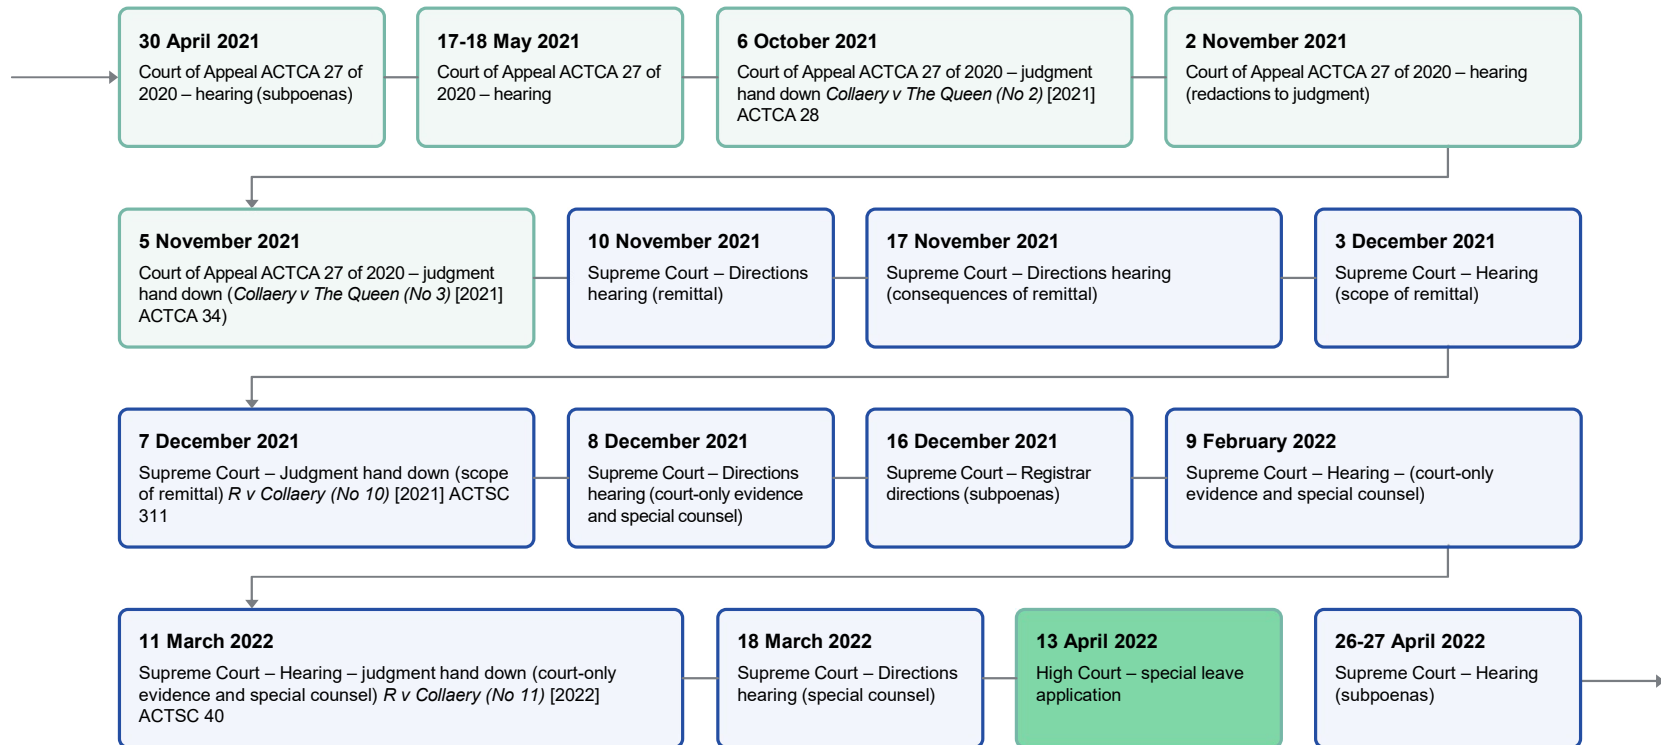 30 April 2021
Court of Appeal ACTCA 27 of
2020 – hearing (subpoenas)
17-18 May 2021
Court of Appeal ACTCA 27 of
2020 – hearing
6 October 2021
Court of Appeal ACTCA 27 of 2020 – judgment
hand down Collaery v The Queen (No 2) [2021]
ACTCA 28
2 November 2021
Court of Appeal ACTCA 27 of 2020 – hearing
(redactions to judgment)
5 November 2021
Court of Appeal ACTCA 27 of 2020 – judgment
hand down (Collaery v The Queen (No 3) [2021]
ACTCA 34)
10 November 2021
Supreme Court – Directions
hearing (remittal)
17 November 2021
Supreme Court – Directions hearing
(consequences of remittal)
3 December 2021
Supreme Court – Hearing
(scope of remittal)
7 December 2021
Supreme Court – Judgment hand down (scope
of remittal) R v Collaery (No 10) [2021] ACTSC
311
8 December 2021
Supreme Court – Directions
hearing (court-only evidence
and special counsel)
16 December 2021
Supreme Court – Registrar
directions (subpoenas)
9 February 2022
Supreme Court – Hearing – (court-only
evidence and special counsel)
11 March 2022
Supreme Court – Hearing – judgment hand down (court-only
evidence and special counsel) R v Collaery (No 11) [2022]
ACTSC 40
18 March 2022
Supreme Court – Directions
hearing (special counsel)
13 April 2022
High Court – special leave
application
26-27 April 2022
Supreme Court – Hearing
(subpoenas)